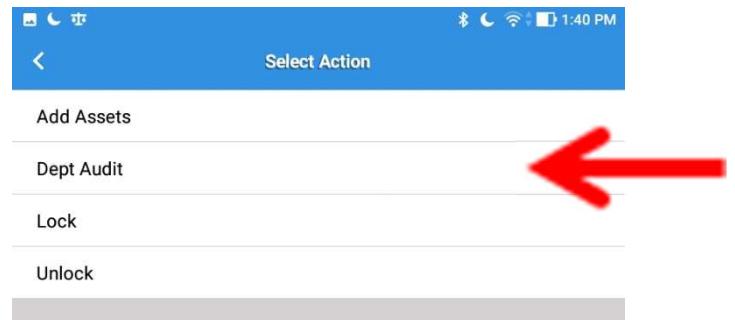 1:40 PM
Select Action
Add Assets
Dept Audit
Lock
Unlock